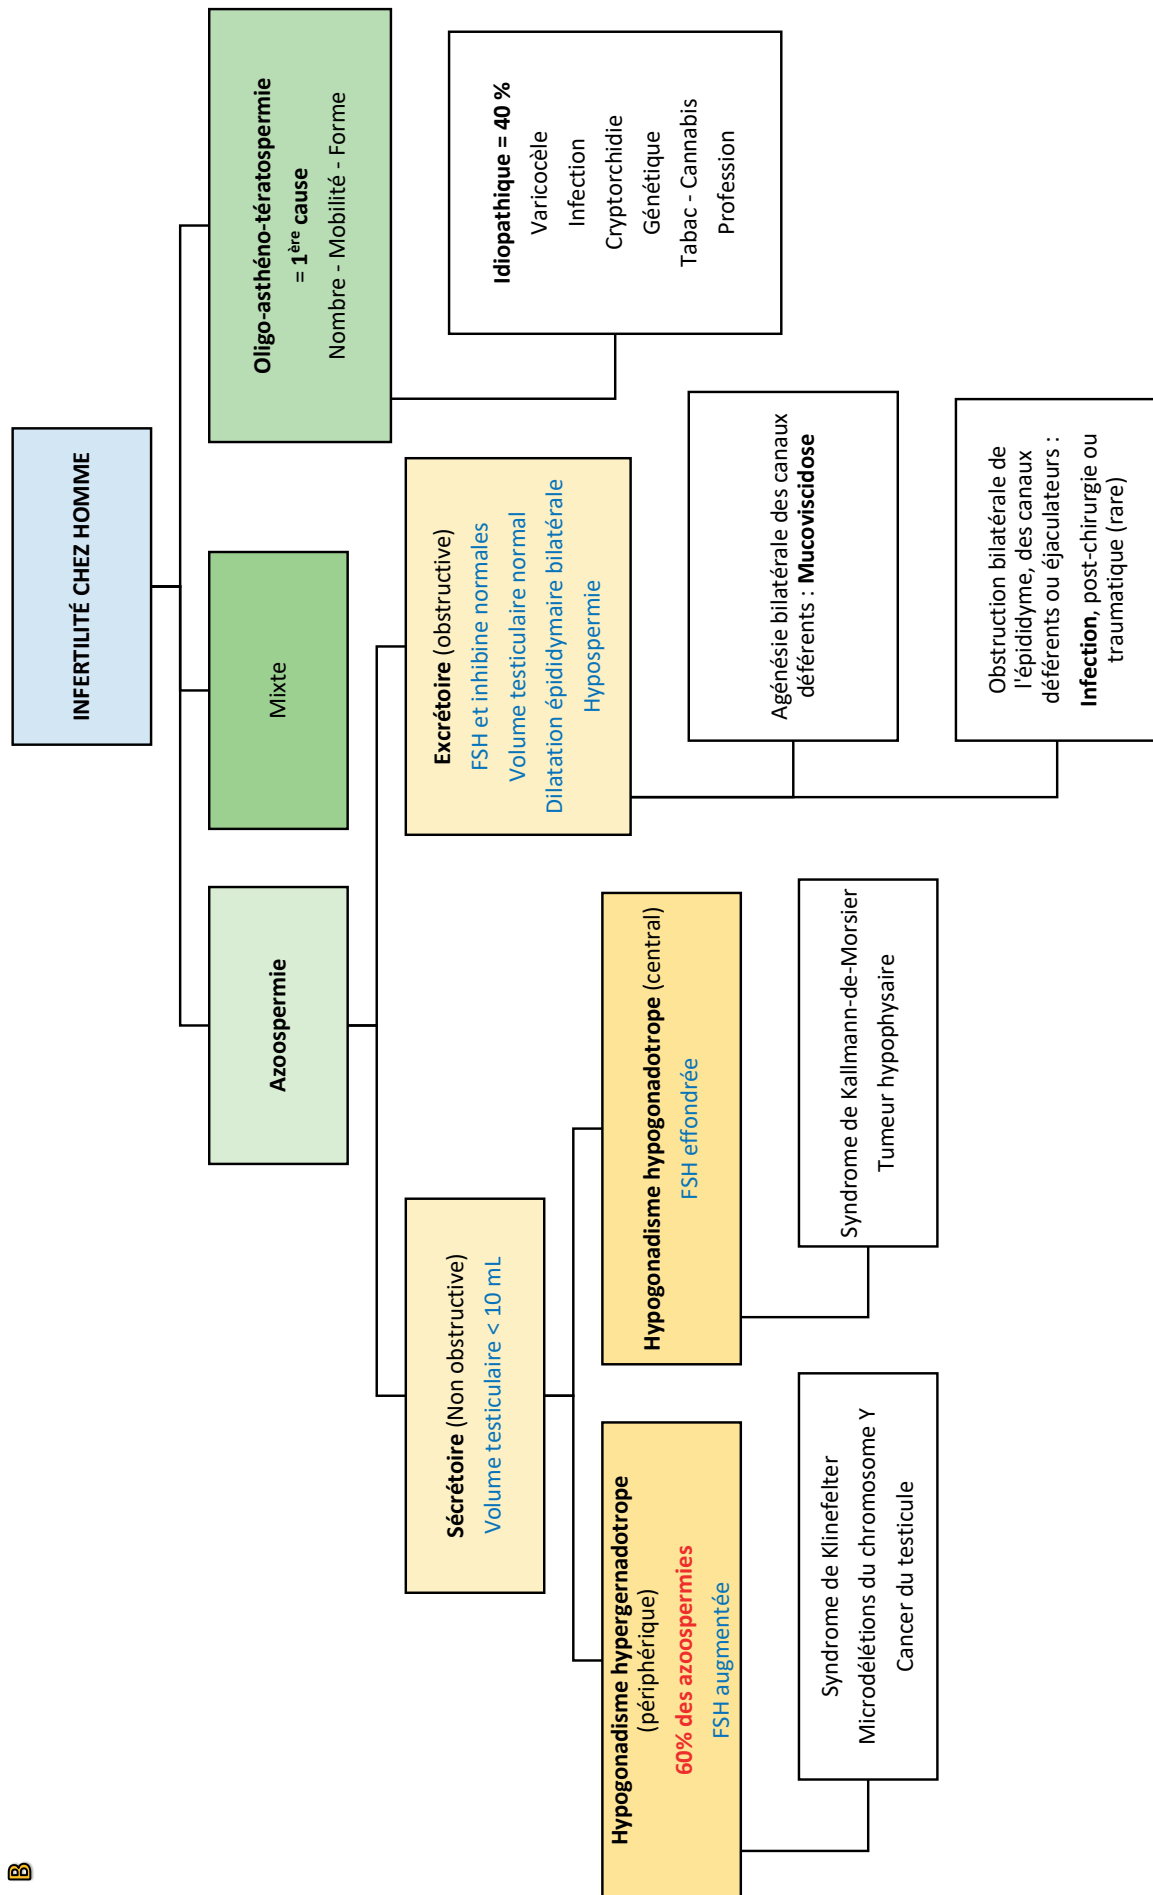 B
INFERTILITÉ CHEZ HOMME
Azoospermie
Mixte
Oligo-asthéno-tératospermie
= 1ère cause
Nombre - Mobilité - Forme
Sécrétoire (Non obstructive)
Volume testiculaire < 10 mL
Excrétoire (obstructive)
FSH et inhibine normales
Volume testiculaire normal
Dilatation épididymaire bilatérale
Hypospermie
Idiopathique = 40 %
Varicocèle
Infection
Cryptorchidie
Génétique
Tabac - Cannabis
Profession
Hypogonadisme hypergernadotrope
(périphérique)
60% des azoospermies
FSH augmentée
Hypogonadisme hypogonadotrope (central)
FSH effondrée
Agénésie bilatérale des canaux
déférents : Mucoviscidose
Syndrome de Klinefelter
Microdélétions du chromosome Y
Cancer du testicule
Syndrome de Kallmann-de-Morsier
Tumeur hypophysaire
Obstruction bilatérale de
l'épididyme, des canaux
déférents ou éjaculateurs :
Infection, post-chirurgie ou
traumatique (rare)